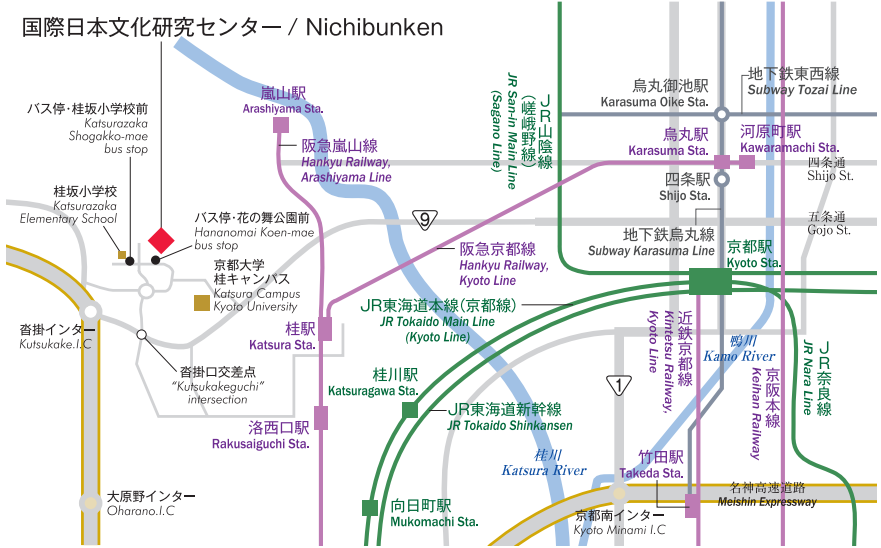 国際日本文化研究センター / Nichibunken
バス停・桂坂小学校前
Katsurazaka
Shogakko-mae
bus stop
桂坂小学校
Katsurazaka
Elementary School
バス停・花の舞公園前
Hananomai Koen-mae
bus stop
京都大学
桂キャンパス
Katsura Campus
Kyoto University
沓掛インター
Kutsukake.I.C
沓掛口交差点
“Kutsukakeguchi”
intersection
大原野インター
Oharano.I.C
嵐山駅
Arashiyama Sta.
阪急嵐山線
Hankyu Railway,
Arashiyama Line
9
阪急京都線
Hankyu Railway,
Kyoto Line
桂駅
Katsura Sta.
洛西口駅
Rakusaiguchi Sta.
JR東海道本線(京都線)
JR Tokaido Main Line
(Kyoto Line)
桂川駅
Katsuragawa Sta.
JR東海道新幹線
JR Tokaido Shinkansen
向日町駅
Mukomachi Sta.
桂川
Katsura River
JR山陰線
(嵯峨野線)
JR San-in Main Line
(Sagano Line)
烏丸御池駅
Karasuma Oike Sta.
地下鉄東西線
Subway Tozai Line
烏丸駅
Karasuma Sta.
河原町駅
Kawaramachi Sta.
四条通
Shijo St.
四条駅
Shijo Sta.
五条通
Gojo St.
地下鉄烏丸線
Subway Karasuma Line
京都駅
Kyoto Sta.
近鉄京都線
Kintetsu Railway,
Kyoto Line
鴨川
Kamo River
京阪本線
Keihan Railway
JR奈良線
JR Nara Line
1
竹田駅
Takeda Sta.
名神高速道路
Meishin Expressway
京都南インター
Kyoto Minami I.C